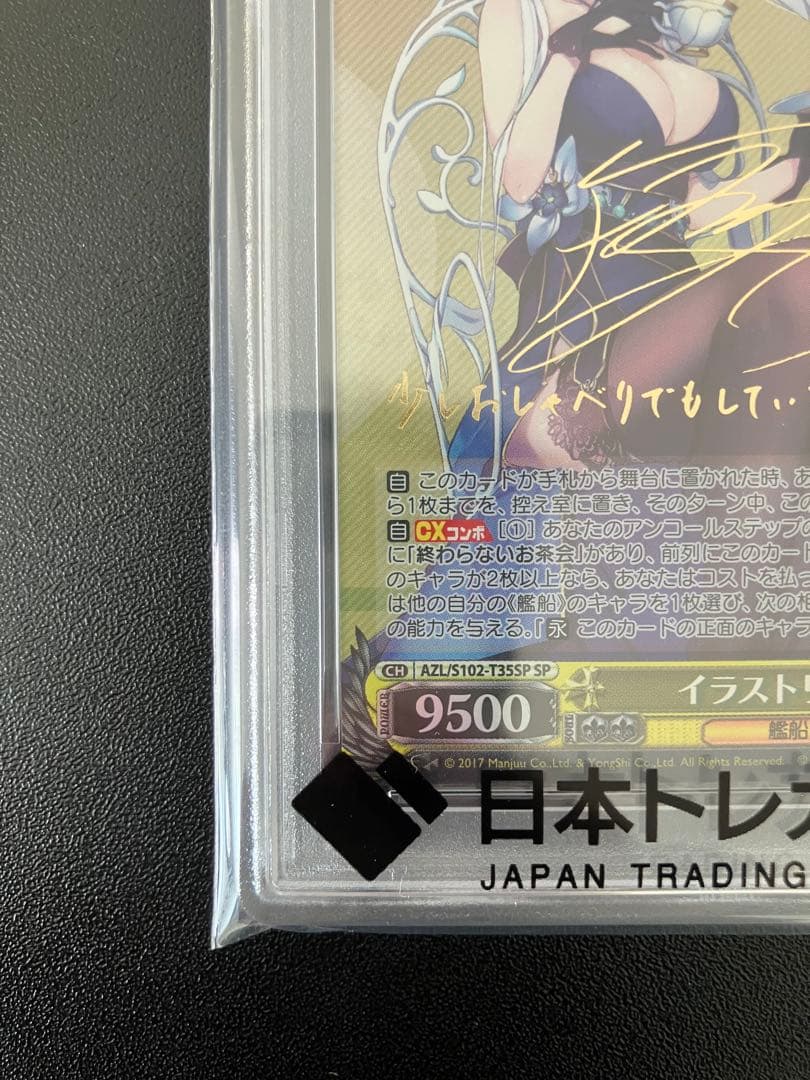 少しおしゃべりでもしてい
自 このカードが手札から舞台に置かれた時、あ
ら1枚までを、控え室に置き、そのターン中、こ
自 CXコンボ [①] あなたのアンコールステップ
に「終わらないお茶会」があり、前列にこのカード
のキャラが2枚以上なら、あなたはコストを払っ
は他の自分の《艦船》のキャラを1枚選び、次の
の能力を与える。『永 このカードの正面のキャラ
CH AZL/S102-T35SP SP
POWER 9500 SOUL イラストリ
艦船
© 2017 Manjuu Co.,Ltd. & YongShi Co.,Ltd. All Rights Reserved. ©
日本トレカ
JAPAN TRADING